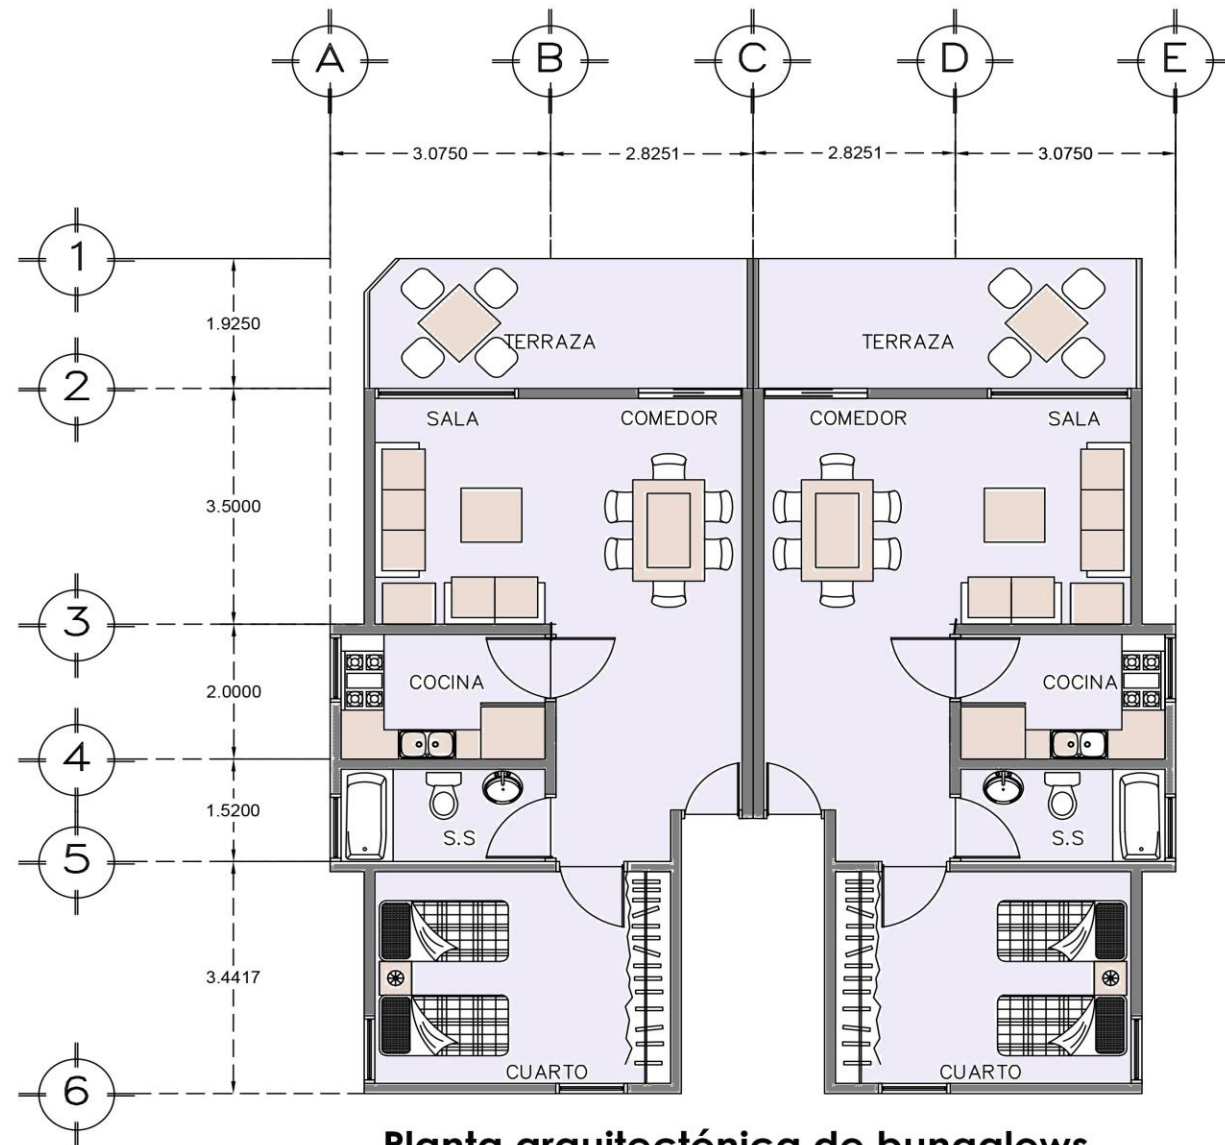 A B C D E
3.0750 2.8251 2.8251 3.0750
1
1.9250
TERRAZA TERRAZA
2
SALA COMEDOR COMEDOR SALA
3.5000
3
COCINA COCINA
2.0000
4
1.5200
S.S S.S
5
3.4417
CUARTO CUARTO
6
Planta arquitectónica de bungalows